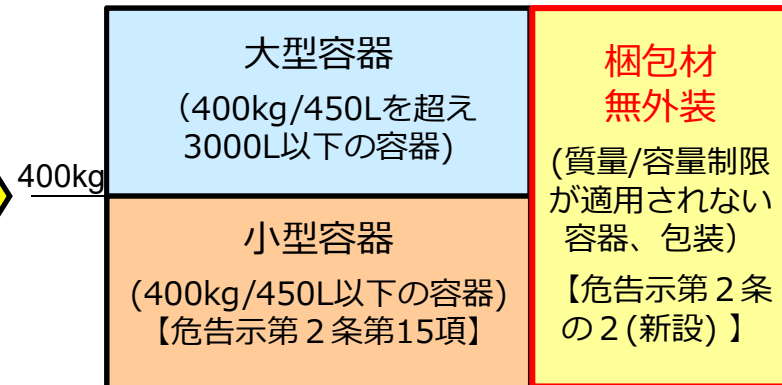 400kg
大型容器
（400kg/450Lを超え
3000L以下の容器)
小型容器
(400kg/450L以下の容器)
【危告示第２条第15項】
梱包材
無外装
(質量/容量制限
が適用されない
容器、包装）
【危告示第２条
の２(新設) 】